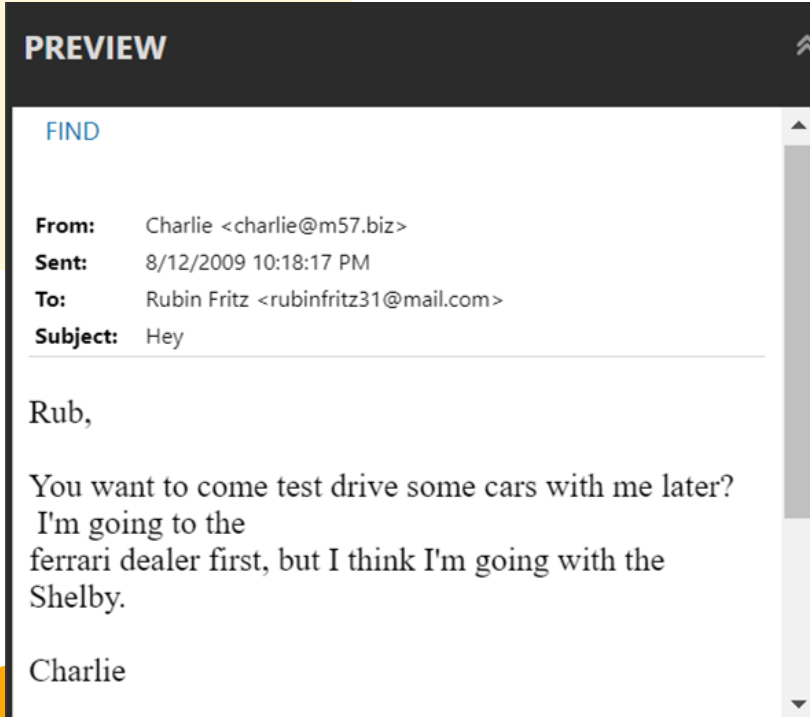 PREVIEW
FIND
From: Charlie <charlie@m57.biz>
Sent: 8/12/2009 10:18:17 PM
To: Rubin Fritz <rubinfritz31@mail.com>
Subject: Hey
Rub,
You want to come test drive some cars with me later?
I'm going to the
ferrari dealer first, but I think I'm going with the
Shelby.
Charlie